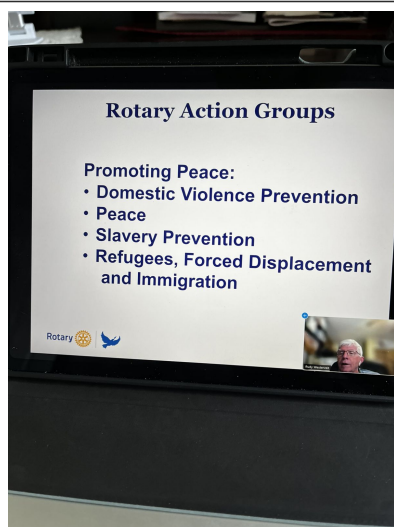 Rotary Action Groups
Promoting Peace:
• Domestic Violence Prevention
• Peace
• Slavery Prevention
• Refugees, Forced Displacement
and Immigration
Rotary